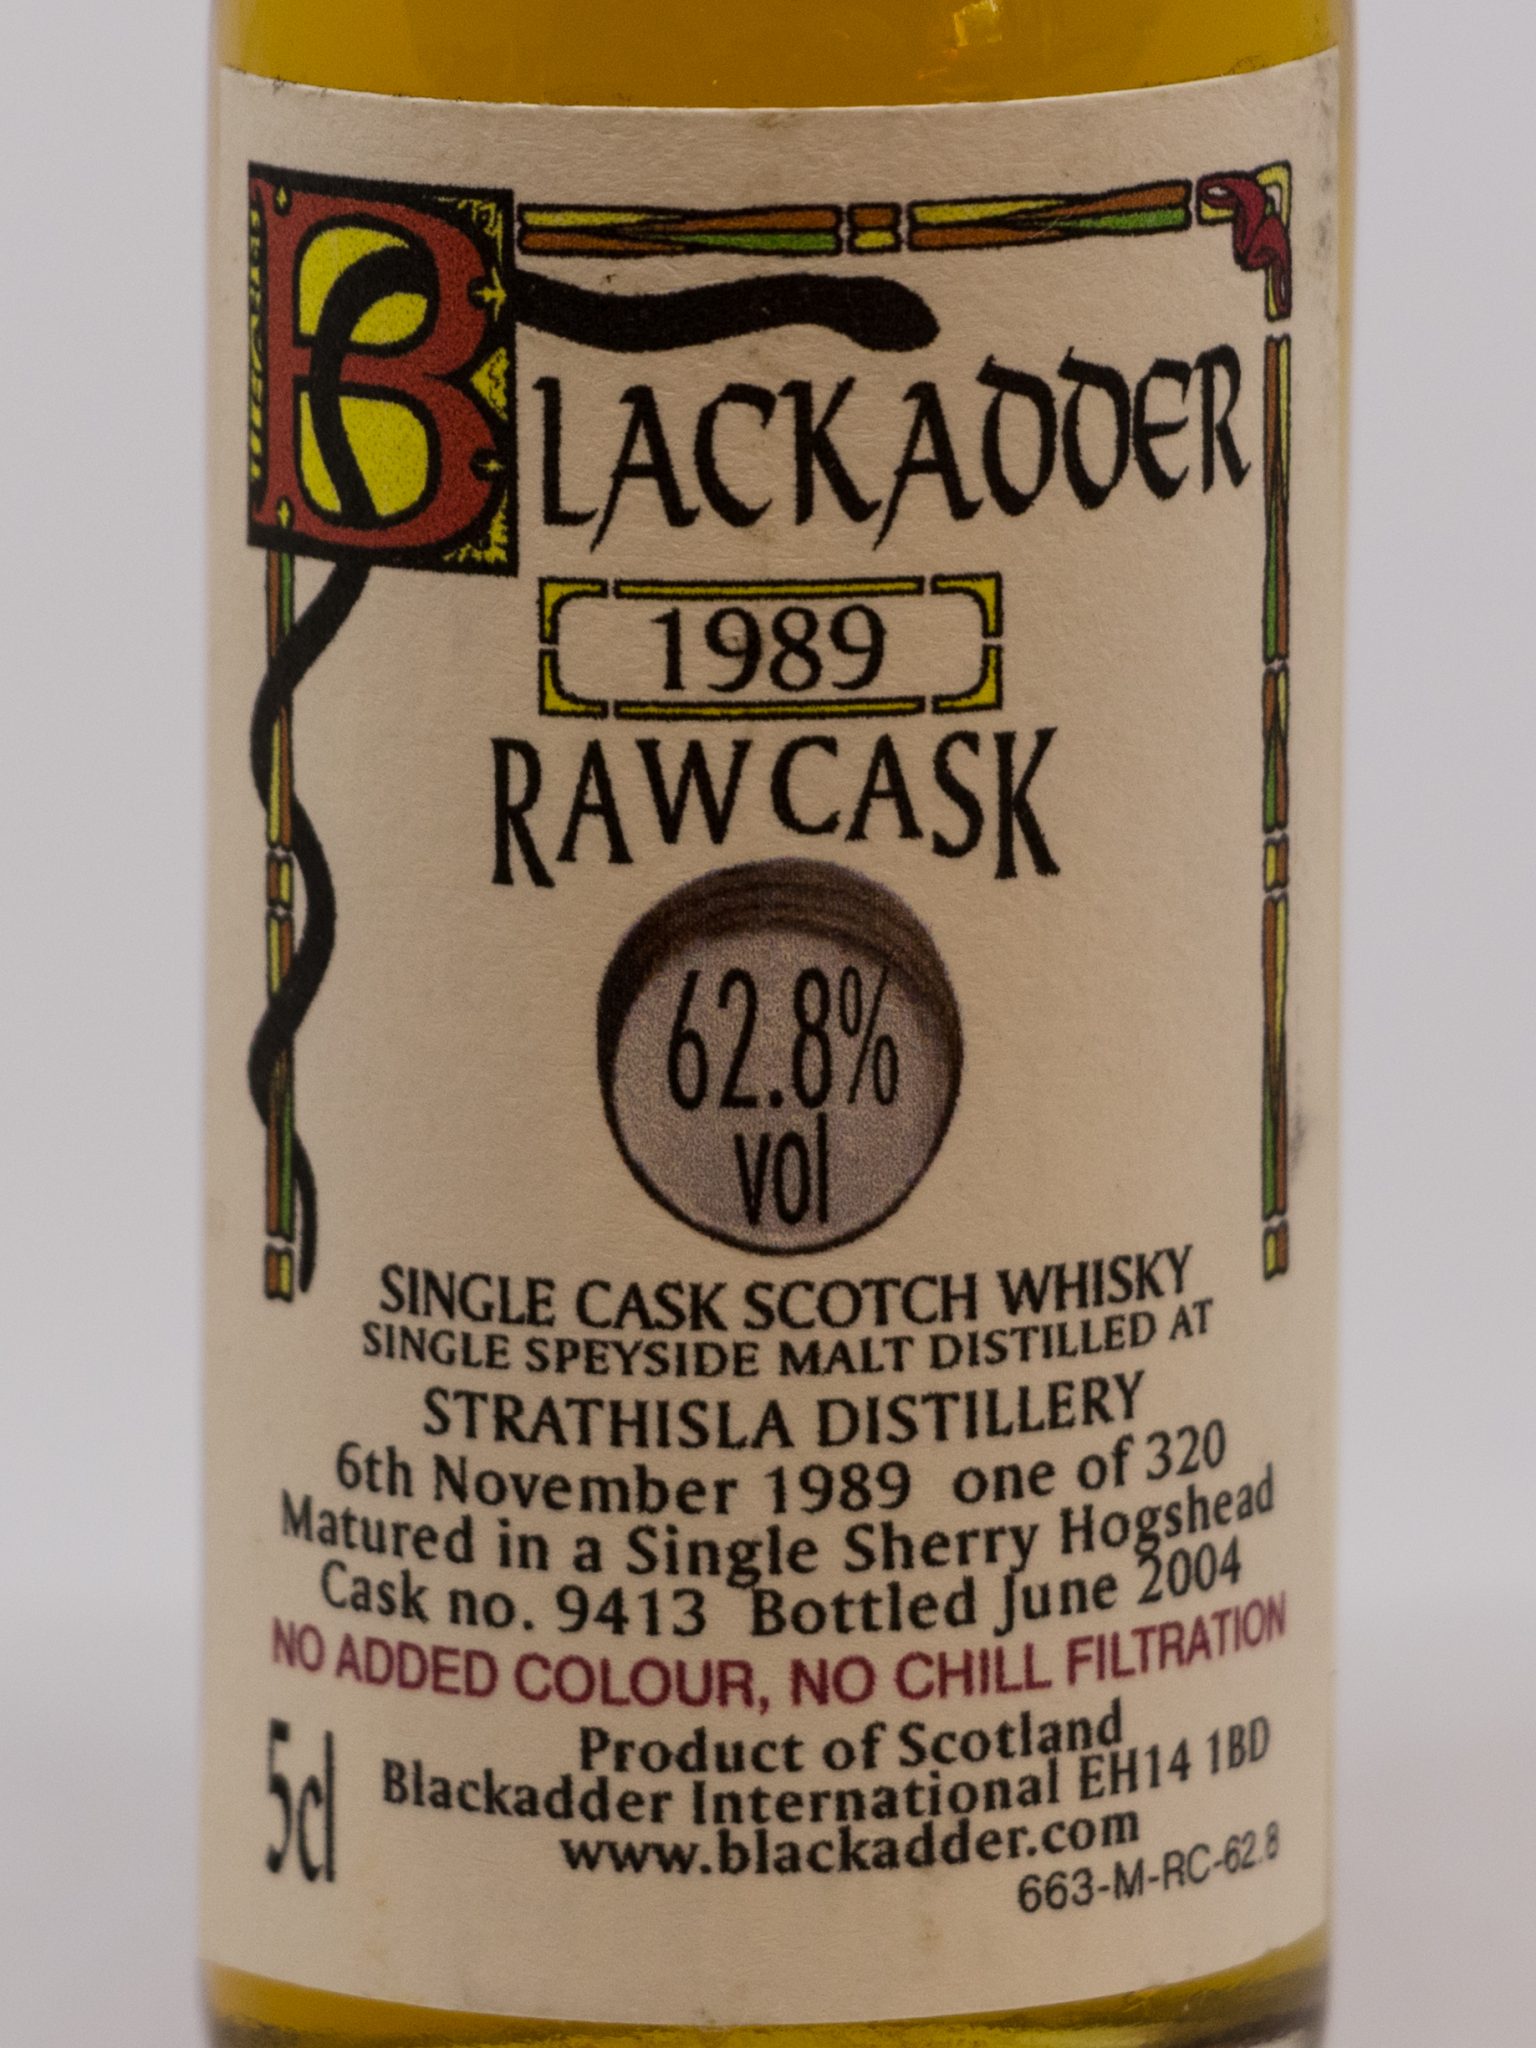 BLACKADDER
1989
RAW CASK
62.8%
vol
SINGLE CASK SCOTCH WHISKY
SINGLE SPEYSIDE MALT DISTILLED AT
STRATHISLA DISTILLERY
6th November 1989 one of 320
Matured in a Single Sherry Hogshead
Cask no. 9413 Bottled June 2004
NO ADDED COLOUR, NO CHILL FILTRATION
5cl
Product of Scotland
Blackadder International EH14 1BD
www.blackadder.com
663-M-RC-62.8